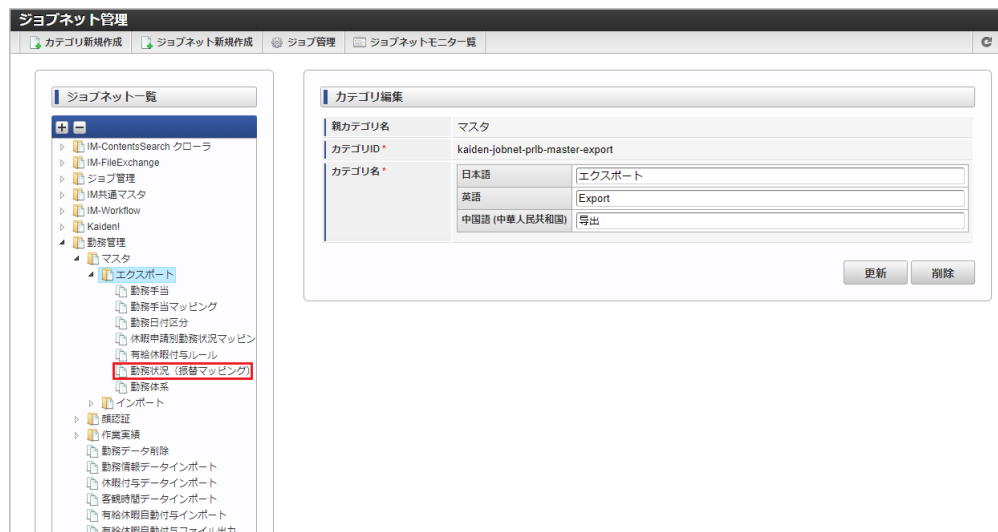 ジョブネット管理
カテゴリ新規作成 ジョブネット新規作成 ジョブ管理 ジョブネットモニター覧
ジョブネット一覧
IM-ContentsSearch クローラ
IM-FileExchange
ジョブ管理
IM共通マスタ
IM-Workflow
Kaiden!
勤務管理
マスタ
エクスポート
勤務手当
勤務手当マッピング
勤務日付区分
休暇申請別勤務状況マッピン
有給休暇付与ルール
勤務状況（振替マッピング）
勤務体系
インポート
顔認証
作業実績
勤務データ削除
勤務情報データインポート
休暇付与データインポート
客観時間データインポート
有給休暇自動付与インポート
有給休暇自動付与ファイル出力
カテゴリ編集
親カテゴリ名 マスタ
カテゴリID * kaiden-jobnet-prlb-master-export
カテゴリ名 * 日本語 エクスポート
英語 Export
中国語 (中華人民共和国) 导出
更新 削除